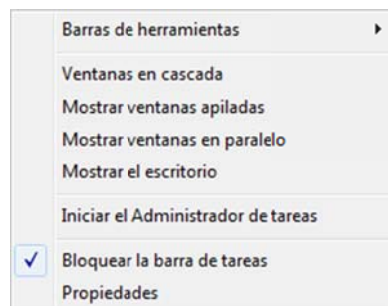 Barras de herramientas
Ventanas en cascada
Mostrar ventanas apiladas
Mostrar ventanas en paralelo
Mostrar el escritorio
Iniciar el Administrador de tareas
Bloquear la barra de tareas
Propiedades